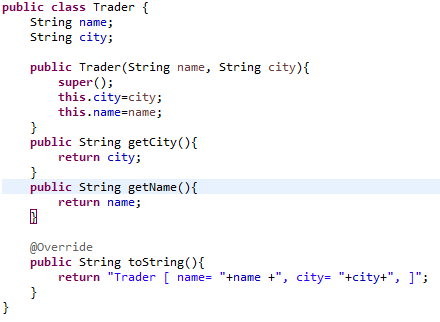 public class Trader {
    String name;
    String city;

    public Trader(String name, String city){
        super();
        this.city=city;
        this.name=name;
    }
    public String getCity(){
        return city;
    }
    public String getName(){
        return name;
    }

    @Override
    public String toString(){
        return "Trader [ name= "+name +", city= "+city+", ]";
    }
}